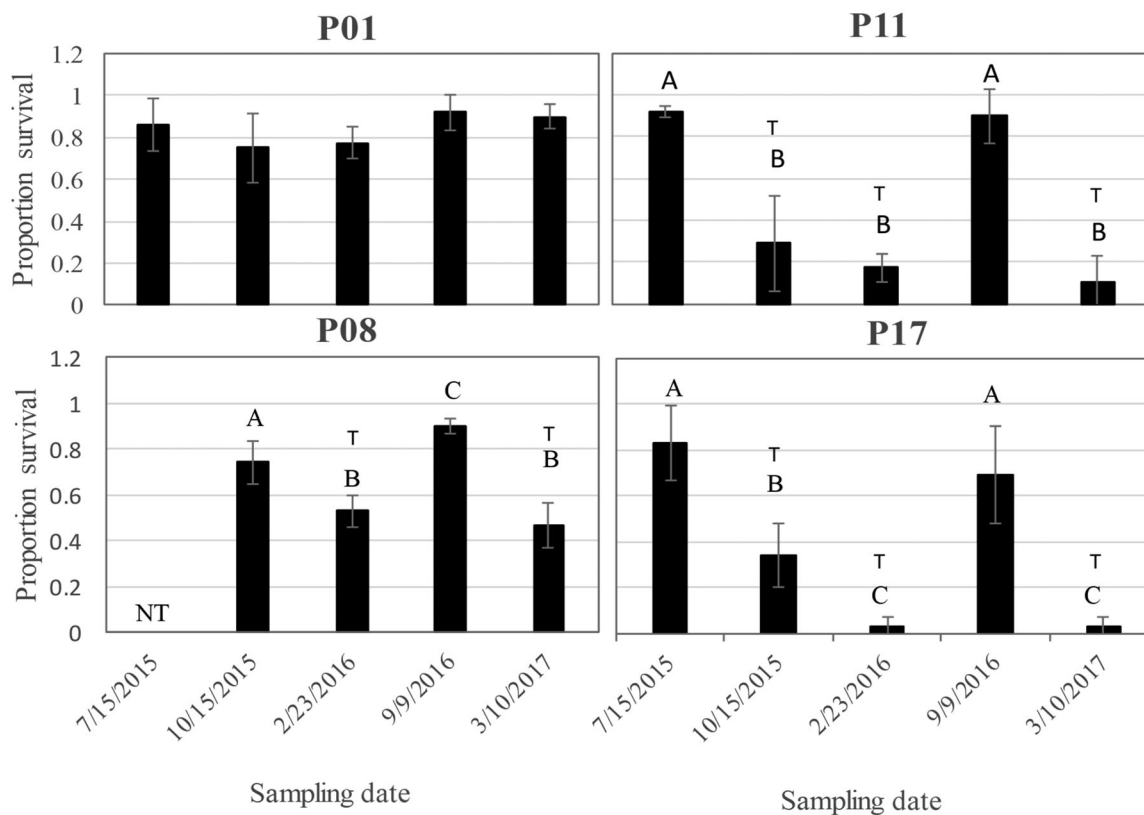 P01
P11
Proportion survival
1.2
1
0.8
0.6
0.4
0.2
0
A
T
B
T
B
A
T
B
P08
P17
Proportion survival
1.2
1
0.8
0.6
0.4
0.2
0
NT
A
T
B
C
T
B
A
T
B
T
C
A
T
C
7/15/2015
10/15/2015
2/23/2016
9/9/2016
3/10/2017
7/15/2015
10/15/2015
2/23/2016
9/9/2016
3/10/2017
Sampling date
Sampling date